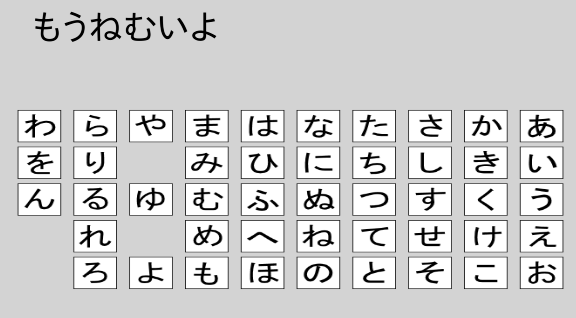 もうねむいよ
わ ら や ま は な た さ か あ
を り み ひ に ち し き い
ん る ゆ む ふ ぬ つ す く う
れ め へ ね て せ け え
ろ よ も ほ の と そ こ お